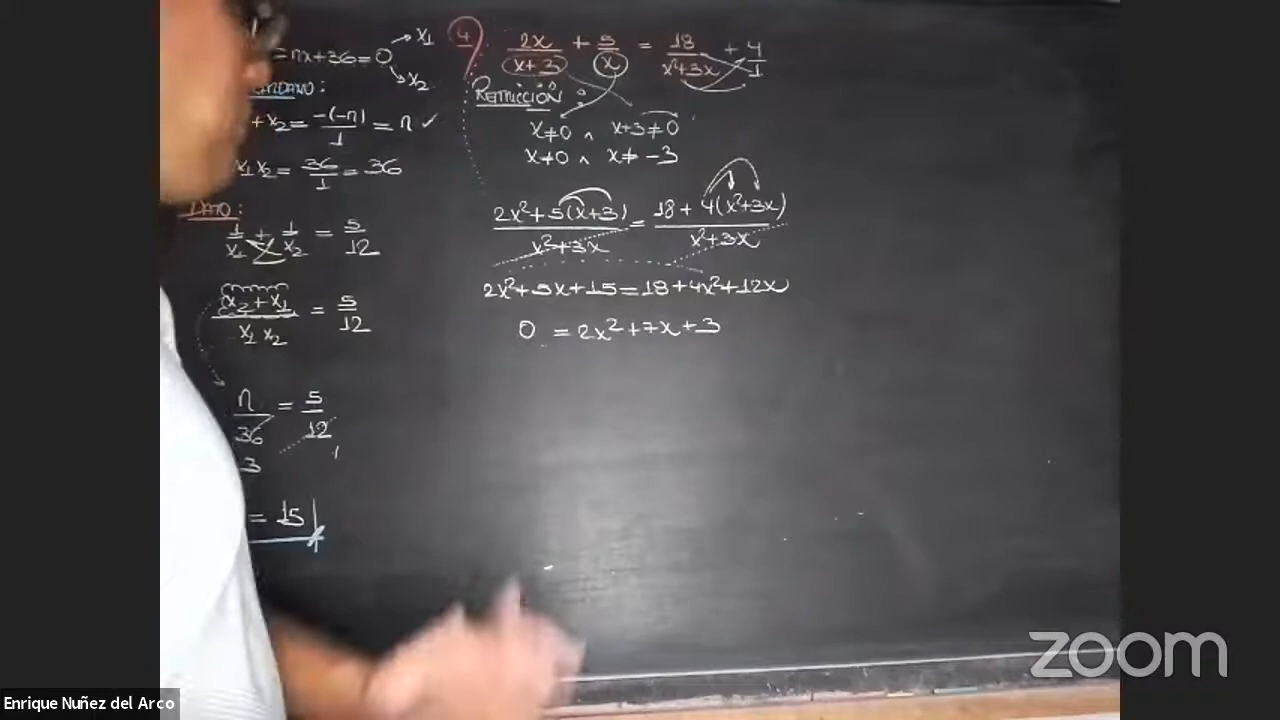 = nx+36=0 x₁
x₂
+ x₂ = -(-n)/1 = n ✓
x₁x₂ = 36/1 = 36
DATO:
1/x₁ + 1/x₂ = 5/12
x₂ + x₁/x₁ x₂ = 5/12
n/36 = 5/12
3 1
= 15
4 2x/(x+3) + 5/x = 18/(x²+3x) + 4/1
RESTRICCIÓN:
x≠0 ∧ x+3≠0
x≠0 ∧ x≠-3
(2x²+5(x+3))/(x²+3x) = (18+4(x²+3x))/(x²+3x)
2x²+5x+15=18+4x²+12x
0 = 2x²+7x+3
zoom
Enrique Nuñez del Arco